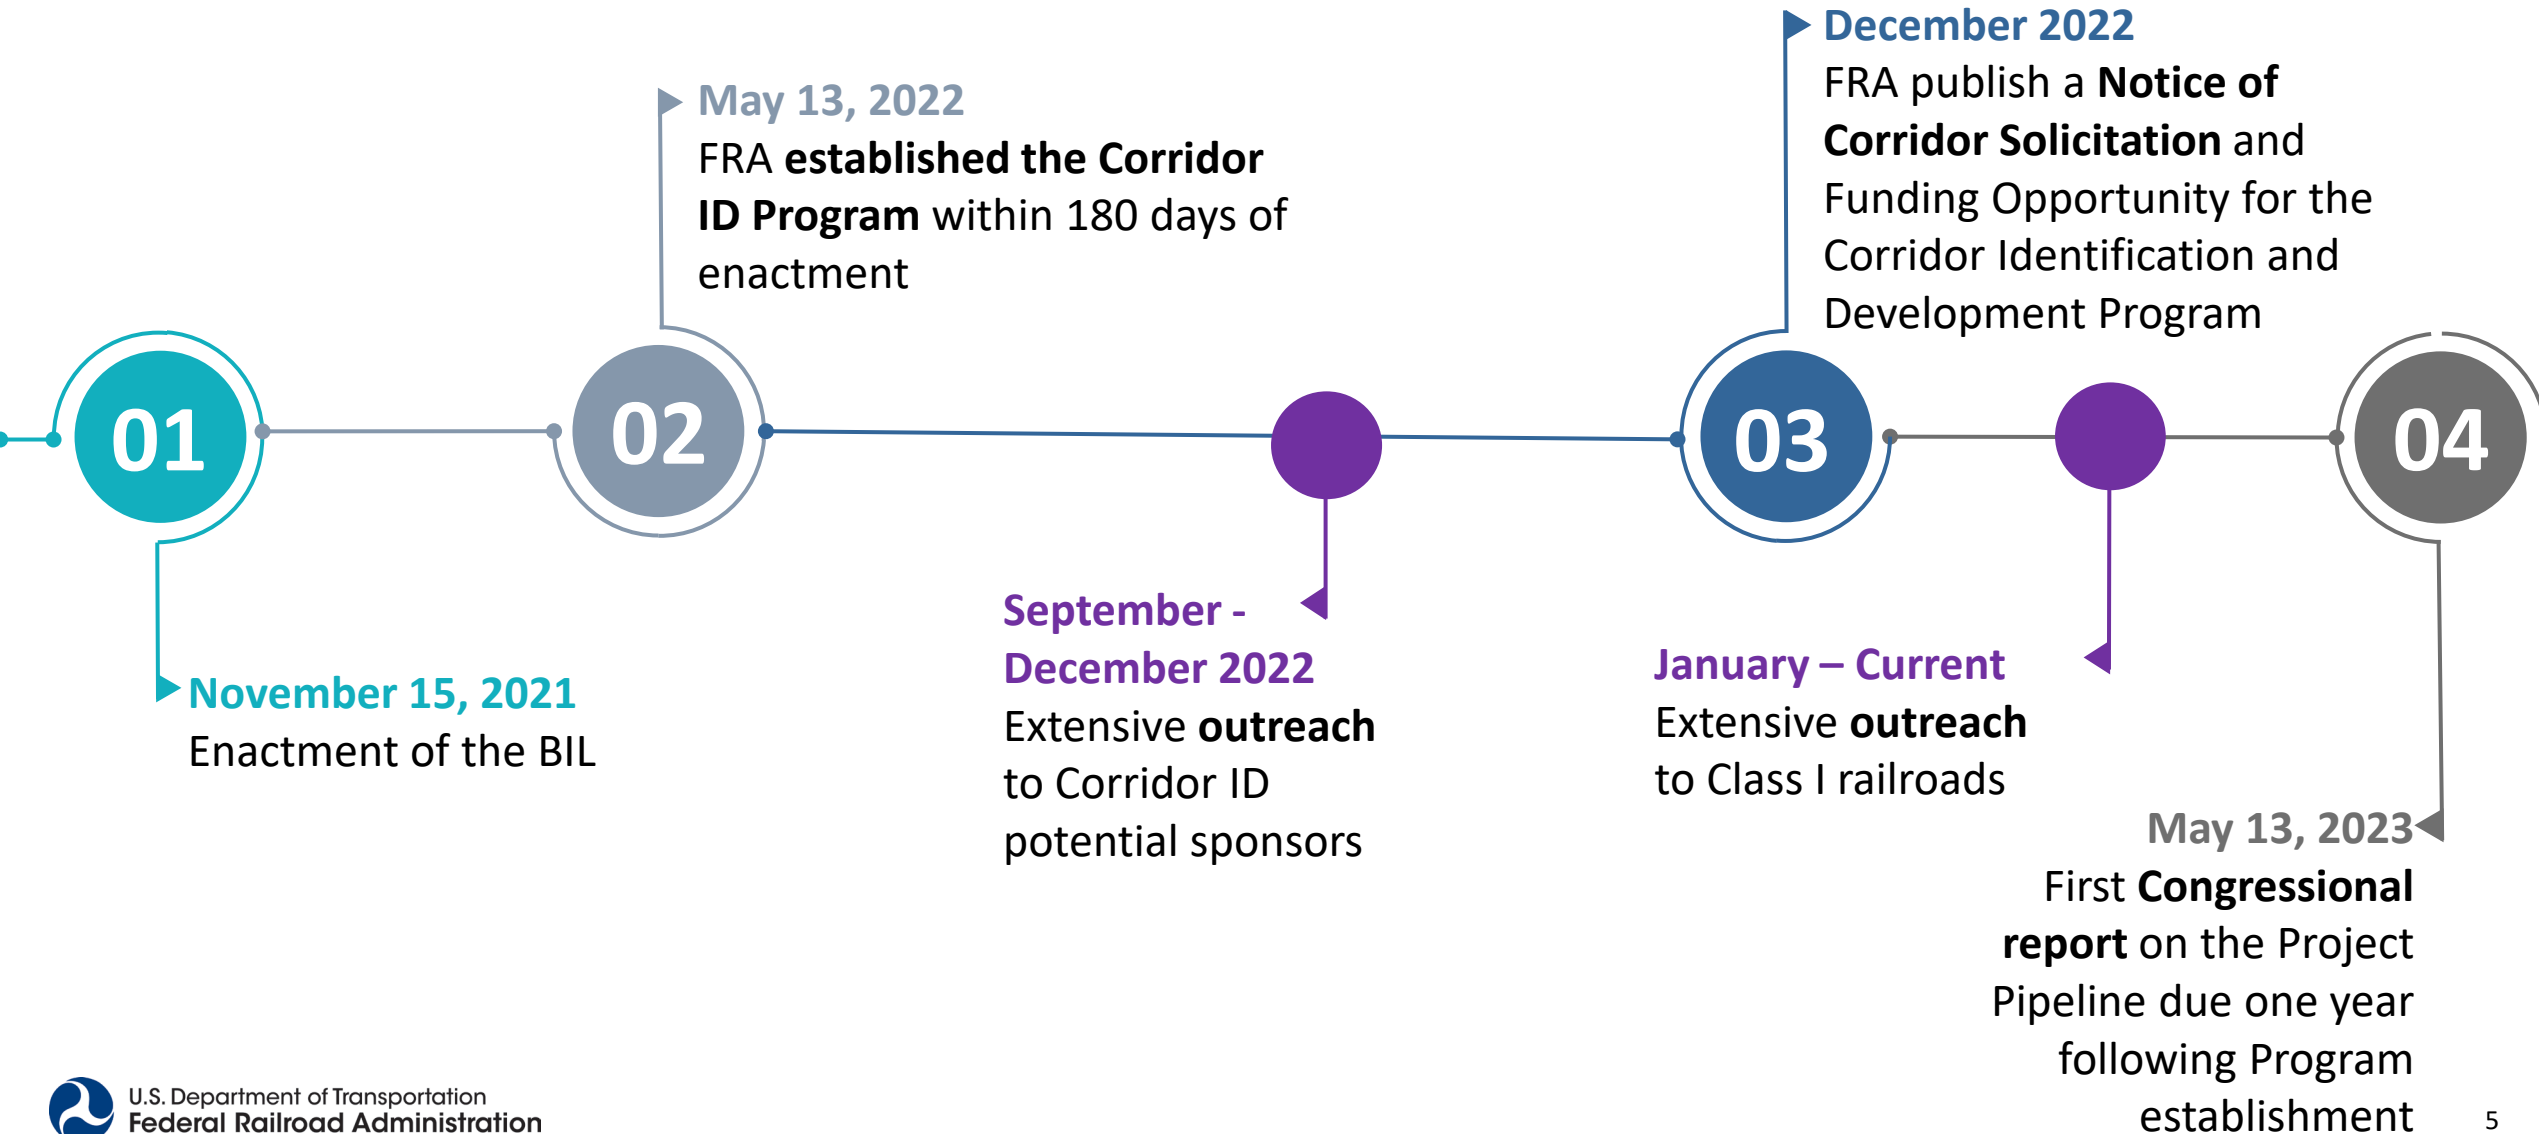 01
November 15, 2021
Enactment of the BIL
02
May 13, 2022
FRA established the Corridor
ID Program within 180 days of
enactment
September -
December 2022
Extensive outreach
to Corridor ID
potential sponsors
03
December 2022
FRA publish a Notice of
Corridor Solicitation and
Funding Opportunity for the
Corridor Identification and
Development Program
January – Current
Extensive outreach
to Class I railroads
04
May 13, 2023
First Congressional
report on the Project
Pipeline due one year
following Program
establishment
U.S. Department of Transportation
Federal Railroad Administration
5